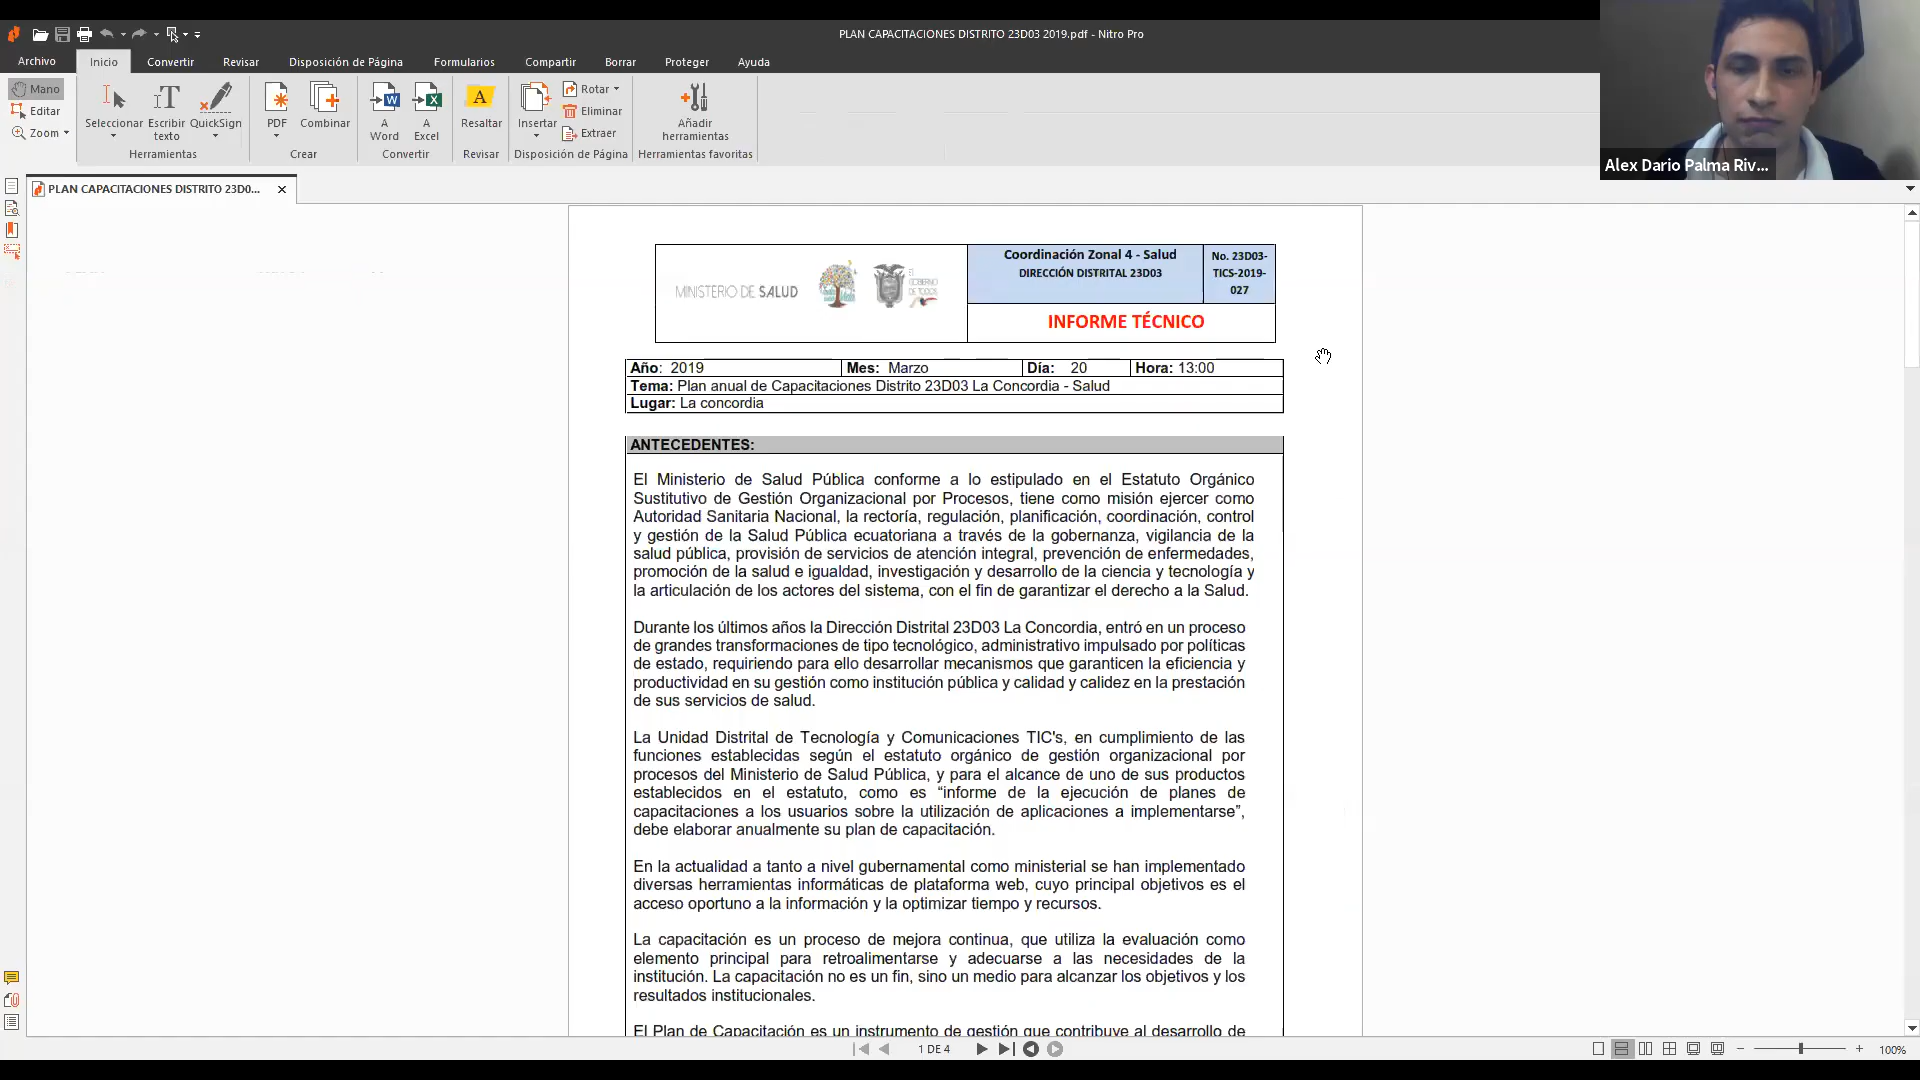 PLAN CAPACITACIONES DISTRITO 23D03 2019.pdf - Nitro Pro
Archivo Inicio Convertir Revisar Disposición de Página Formularios Compartir Borrar Proteger Ayuda
Mano
Editar
Zoom
Seleccionar
Escribir texto
QuickSign
Herramientas
PDF
Combinar
Crear
A Word
A Excel
Convertir
Resaltar
Revisar
Insertar
Rotar
Eliminar
Extraer
Disposición de Página
Añadir herramientas
Herramientas favoritas
Alex Dario Palma Riv...
PLAN CAPACITACIONES DISTRITO 23D0...
MINISTERIO DE SALUD
EL GOBIERNO DE TODOS
Coordinación Zonal 4 - Salud
DIRECCIÓN DISTRITAL 23D03
No. 23D03-
TICS-2019-
027
INFORME TÉCNICO
Año: 2019 Mes: Marzo Día: 20 Hora: 13:00
Tema: Plan anual de Capacitaciones Distrito 23D03 La Concordia - Salud
Lugar: La concordia
ANTECEDENTES:
El Ministerio de Salud Pública conforme a lo estipulado en el Estatuto Orgánico
Sustitutivo de Gestión Organizacional por Procesos, tiene como misión ejercer como
Autoridad Sanitaria Nacional, la rectoría, regulación, planificación, coordinación, control
y gestión de la Salud Pública ecuatoriana a través de la gobernanza, vigilancia de la
salud pública, provisión de servicios de atención integral, prevención de enfermedades,
promoción de la salud e igualdad, investigación y desarrollo de la ciencia y tecnología y
la articulación de los actores del sistema, con el fin de garantizar el derecho a la Salud.
Durante los últimos años la Dirección Distrital 23D03 La Concordia, entró en un proceso
de grandes transformaciones de tipo tecnológico, administrativo impulsado por políticas
de estado, requiriendo para ello desarrollar mecanismos que garanticen la eficiencia y
productividad en su gestión como institución pública y calidad y calidez en la prestación
de sus servicios de salud.
La Unidad Distrital de Tecnología y Comunicaciones TIC's, en cumplimiento de las
funciones establecidas según el estatuto orgánico de gestión organizacional por
procesos del Ministerio de Salud Pública, y para el alcance de uno de sus productos
establecidos en el estatuto, como es “informe de la ejecución de planes de
capacitaciones a los usuarios sobre la utilización de aplicaciones a implementarse”,
debe elaborar anualmente su plan de capacitación.
En la actualidad a tanto a nivel gubernamental como ministerial se han implementado
diversas herramientas informáticas de plataforma web, cuyo principal objetivos es el
acceso oportuno a la información y la optimizar tiempo y recursos.
La capacitación es un proceso de mejora continua, que utiliza la evaluación como
elemento principal para retroalimentarse y adecuarse a las necesidades de la
institución. La capacitación no es un fin, sino un medio para alcanzar los objetivos y los
resultados institucionales.
El Plan de Capacitación es un instrumento de gestión que contribuye al desarrollo de
1 DE 4
100%